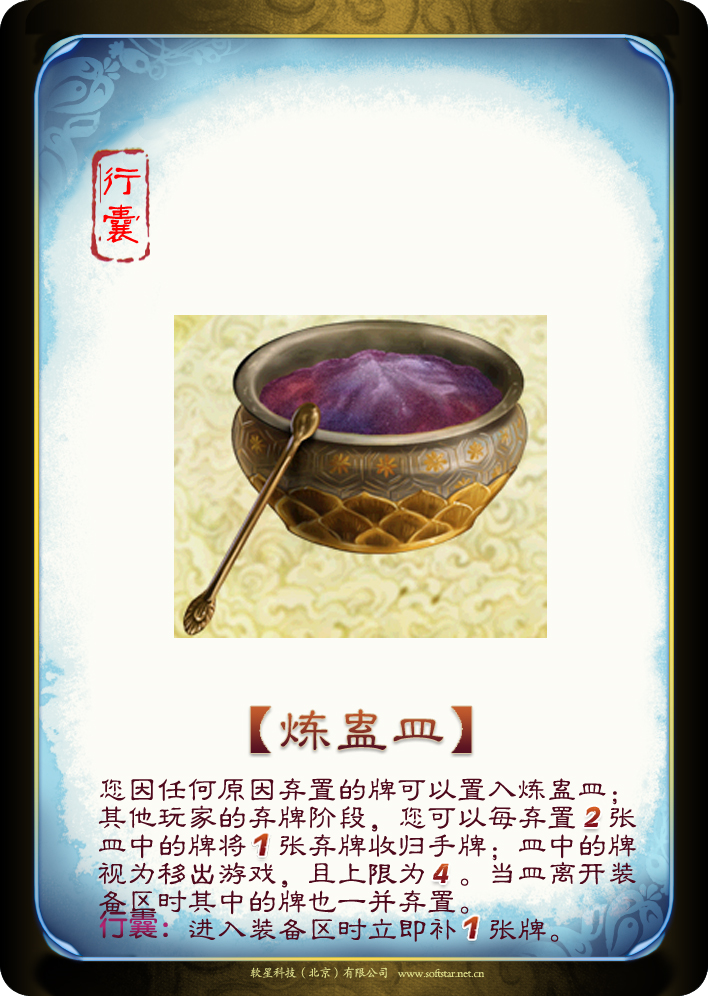 行囊
【炼蛊皿】
您因任何原因弃置的牌可以置入炼蛊皿；
其他玩家的弃牌阶段，您可以每弃置2张
皿中的牌将1张弃牌收归手牌；皿中的牌
视为移出游戏，且上限为4。当皿离开装
备区时其中的牌也一并弃置。
行囊：进入装备区时立即补1张牌。
软星科技（北京）有限公司 www.softstar.net.cn